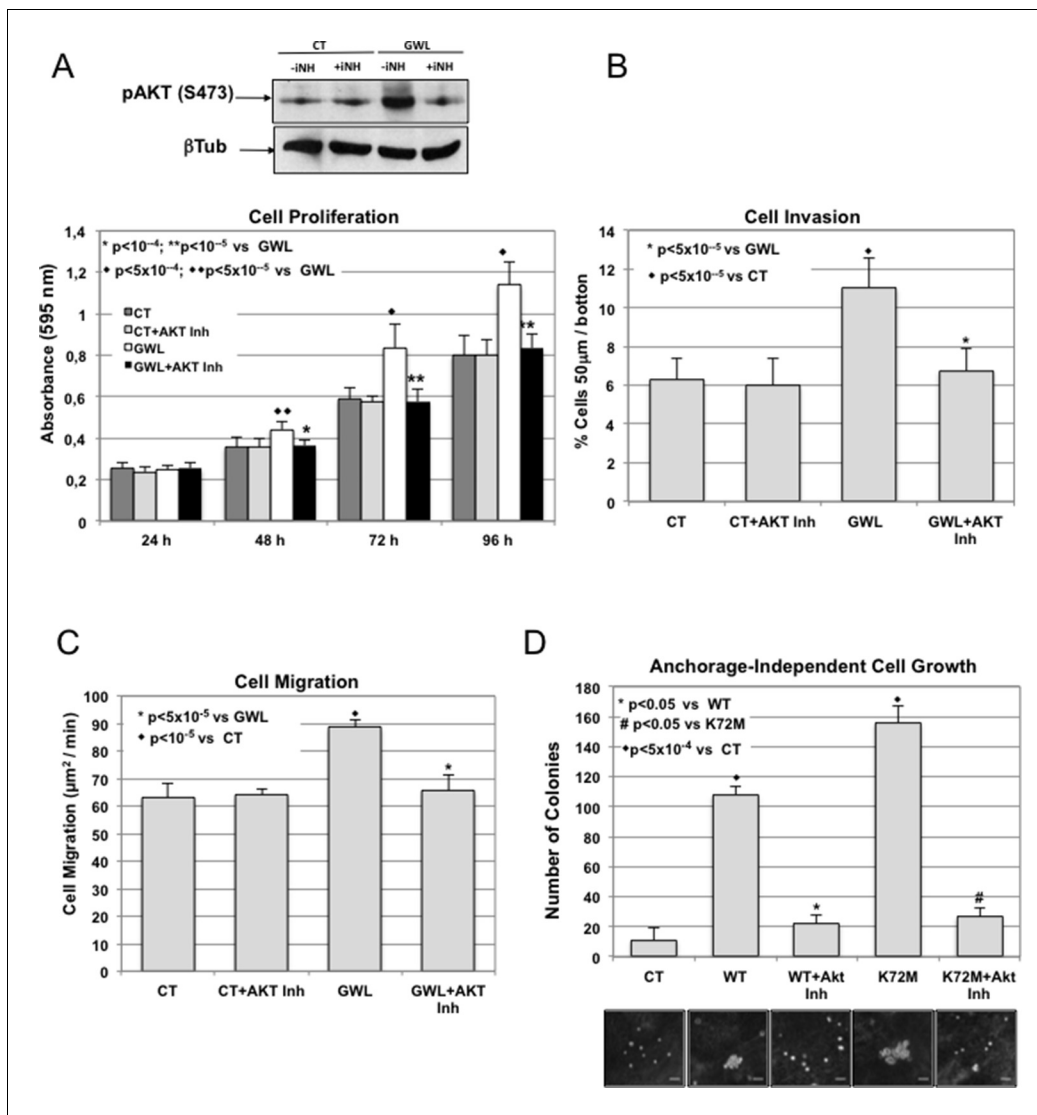 A
CT GWL
-iNH +iNH -iNH +iNH
pAKT (S473)
βTub
Cell Proliferation
1,4
1,2
1
0,8
0,6
0,4
0,2
0
Absorbance (595 nm)
* p<10⁻⁴; **p<10⁻⁵ vs GWL
◆ p<5x10⁻⁴; ◆◆p<5x10⁻⁵ vs GWL
CT
CT+AKT Inh
GWL
GWL+AKT Inh
◆◆
*
◆
**
◆
**
24 h 48 h 72 h 96 h
B
Cell Invasion
14
12
10
8
6
4
2
0
% Cells 50µm / botton
* p<5x10⁻⁵ vs GWL
◆ p<5x10⁻⁵ vs CT
◆
*
CT CT+AKT Inh GWL GWL+AKT
Inh
C
Cell Migration
100
90
80
70
60
50
40
30
20
10
0
Cell Migration (µm² / min)
* p<5x10⁻⁵ vs GWL
◆ p<10⁻⁵ vs CT
◆
*
CT CT+AKT Inh GWL GWL+AKT
Inh
D
Anchorage-Independent Cell Growth
180
160
140
120
100
80
60
40
20
0
Number of Colonies
* p<0.05 vs WT
# p<0.05 vs K72M
◆p<5x10⁻⁴ vs CT
◆
*
◆
#
CT WT WT+Akt K72M K72M+Akt
Inh Inh